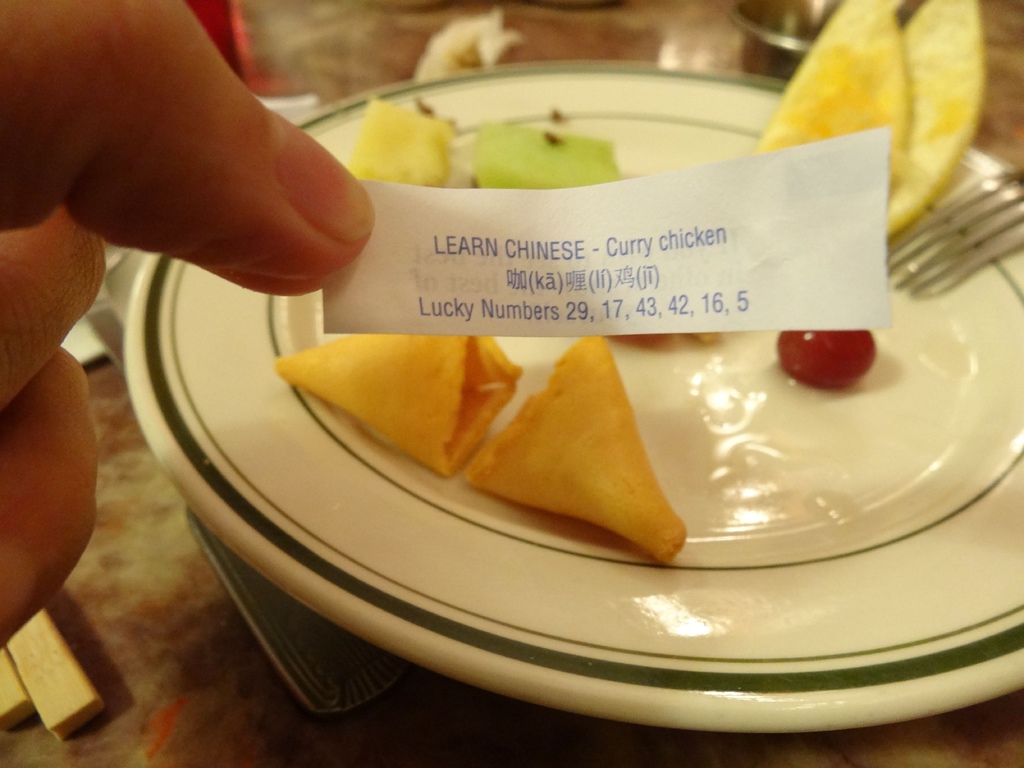 LEARN CHINESE - Curry chicken
咖(kā)喱(lí)鸡(jī)
Lucky Numbers 29, 17, 43, 42, 16, 5